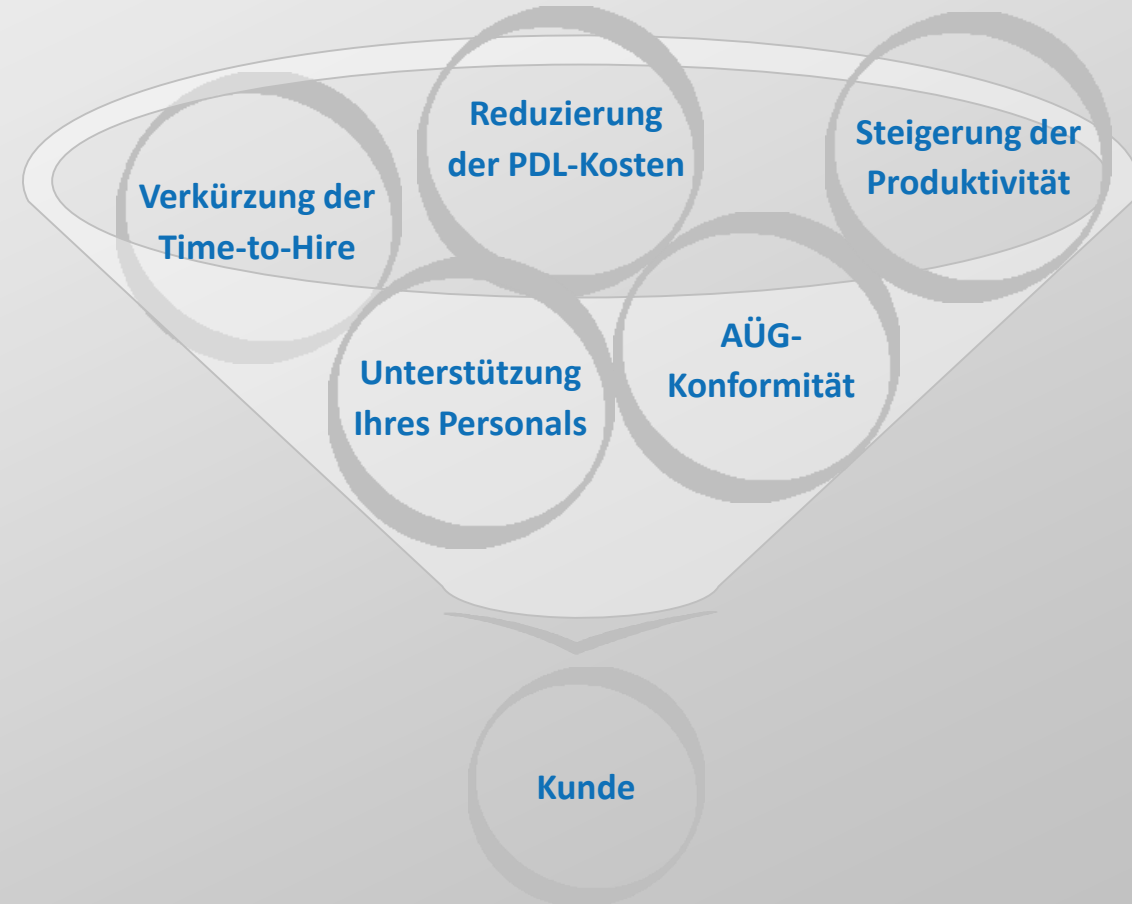 Verkürzung der
Time-to-Hire
Reduzierung
der PDL-Kosten
Steigerung der
Produktivität
Unterstützung
Ihres Personals
AÜG-
Konformität
Kunde